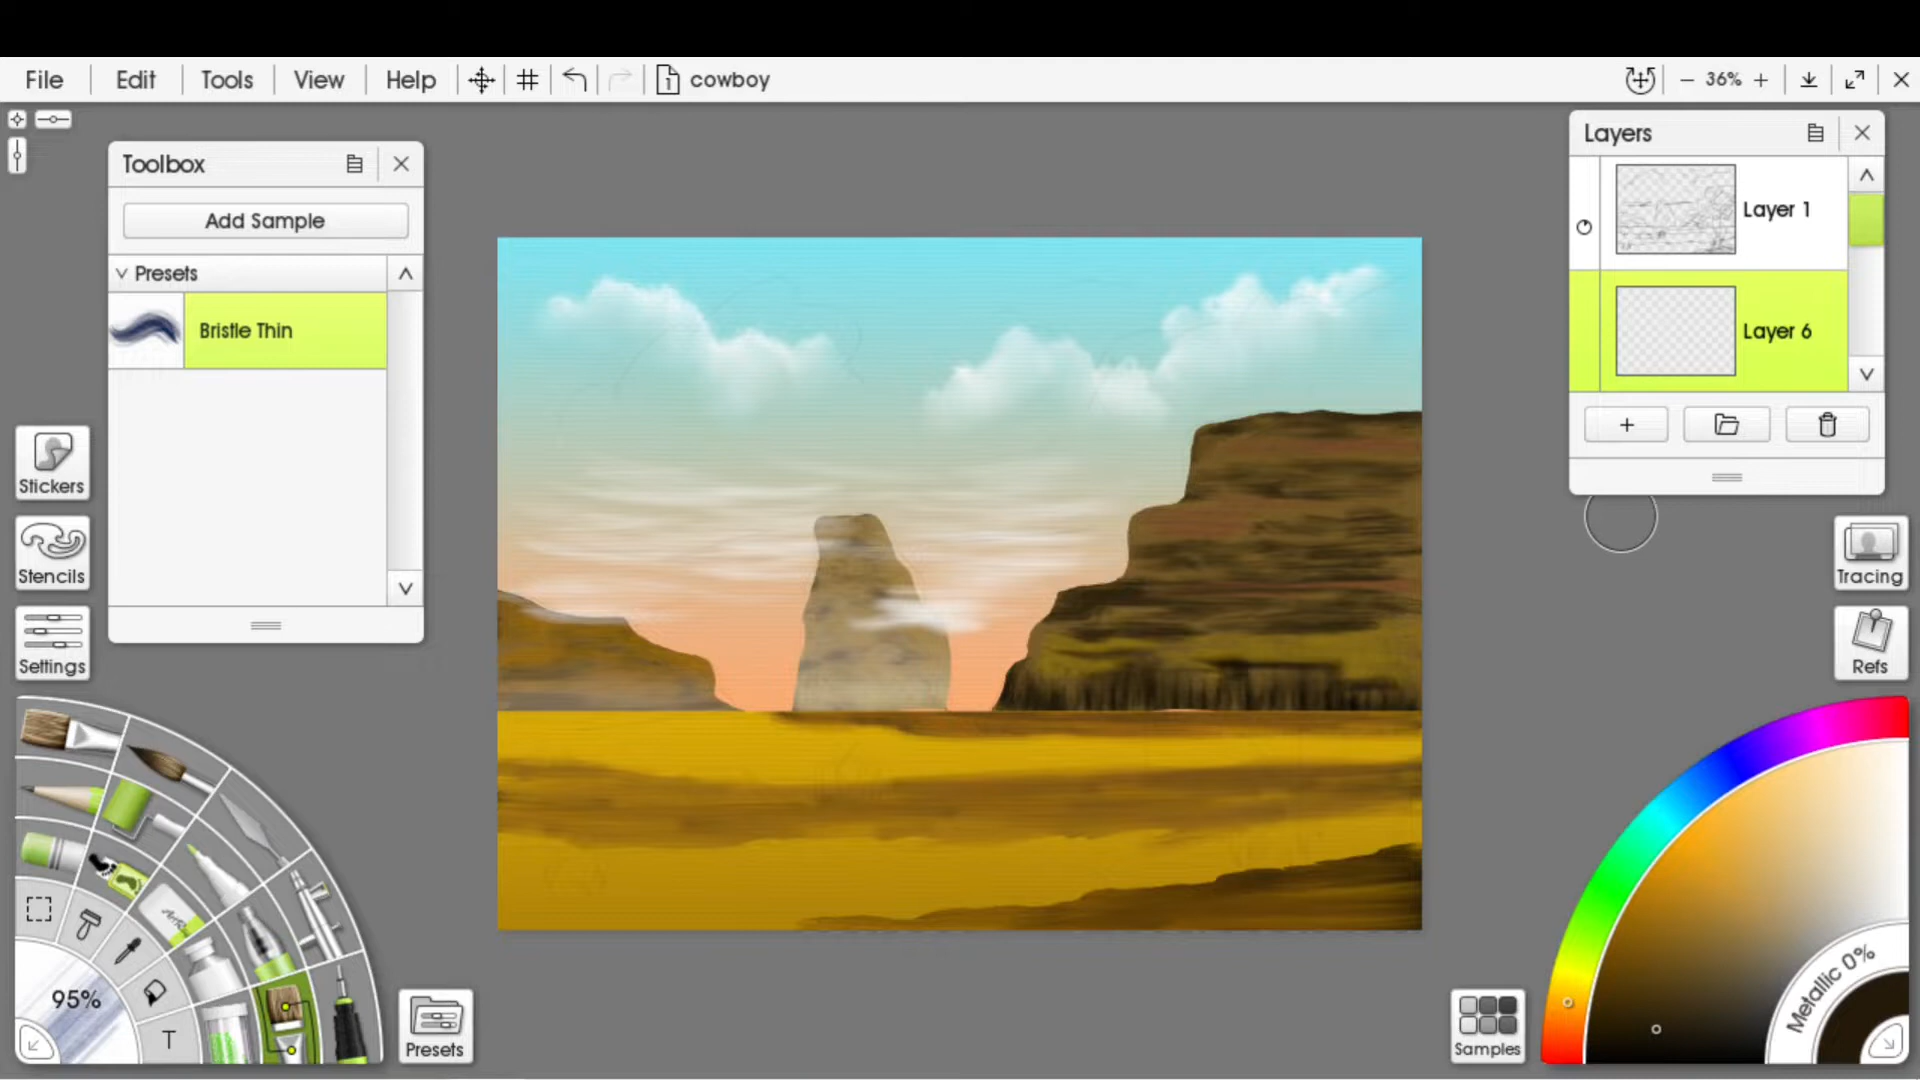 File
Edit
Tools
View
Help
1
cowboy
36%
Toolbox
Add Sample
Presets
Bristle Thin
Layers
Layer 1
Layer 6
Stickers
Stencils
Settings
Tracing
Refs
95%
T
Presets
Samples
Metallic 0%